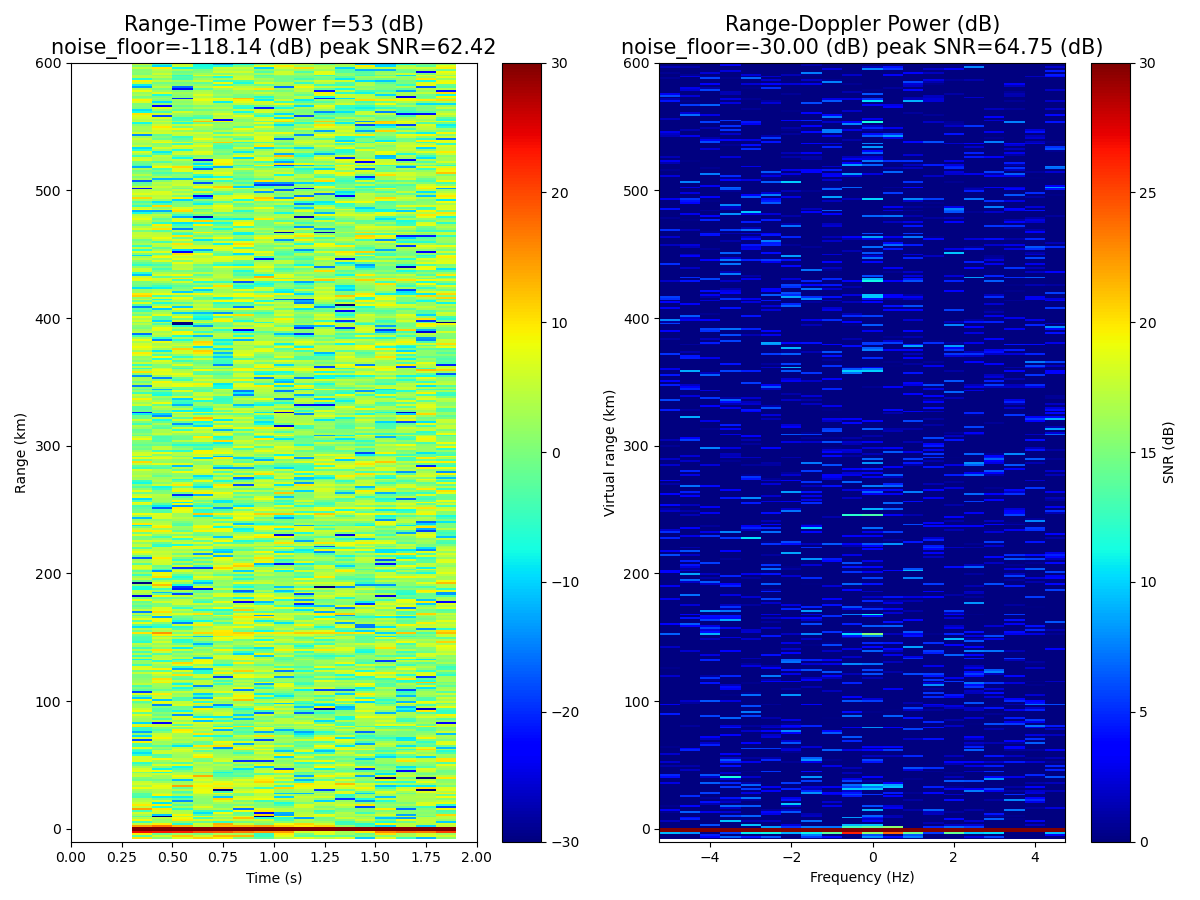 Range-Time Power f=53 (dB)
noise_floor=-118.14 (dB) peak SNR=62.42
Range-Doppler Power (dB)
noise_floor=-30.00 (dB) peak SNR=64.75 (dB)
Range (km)
600
500
400
300
200
100
0
0.00 0.25 0.50 0.75 1.00 1.25 1.50 1.75 2.00
Time (s)
30
20
10
0
−10
−20
−30
Virtual range (km)
600
500
400
300
200
100
0
−4 −2 0 2 4
Frequency (Hz)
30
25
20
15
10
5
0
SNR (dB)